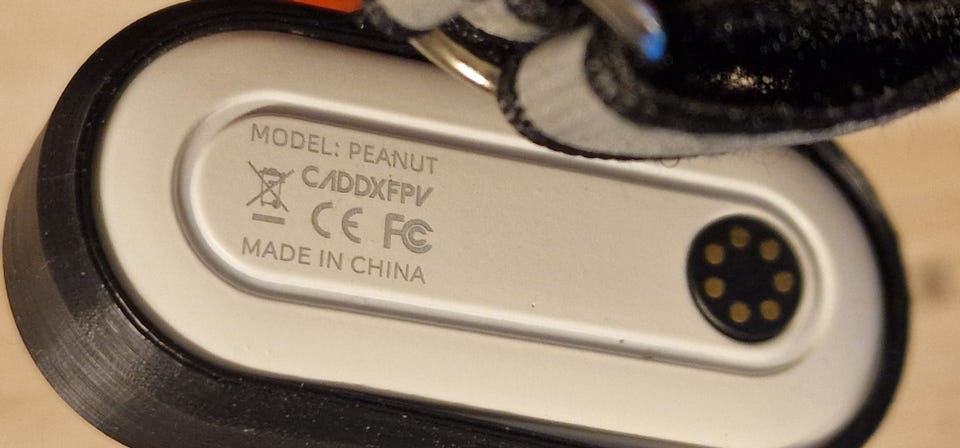 MODEL: PEANUT
CADDXFPV
CE FC
MADE IN CHINA